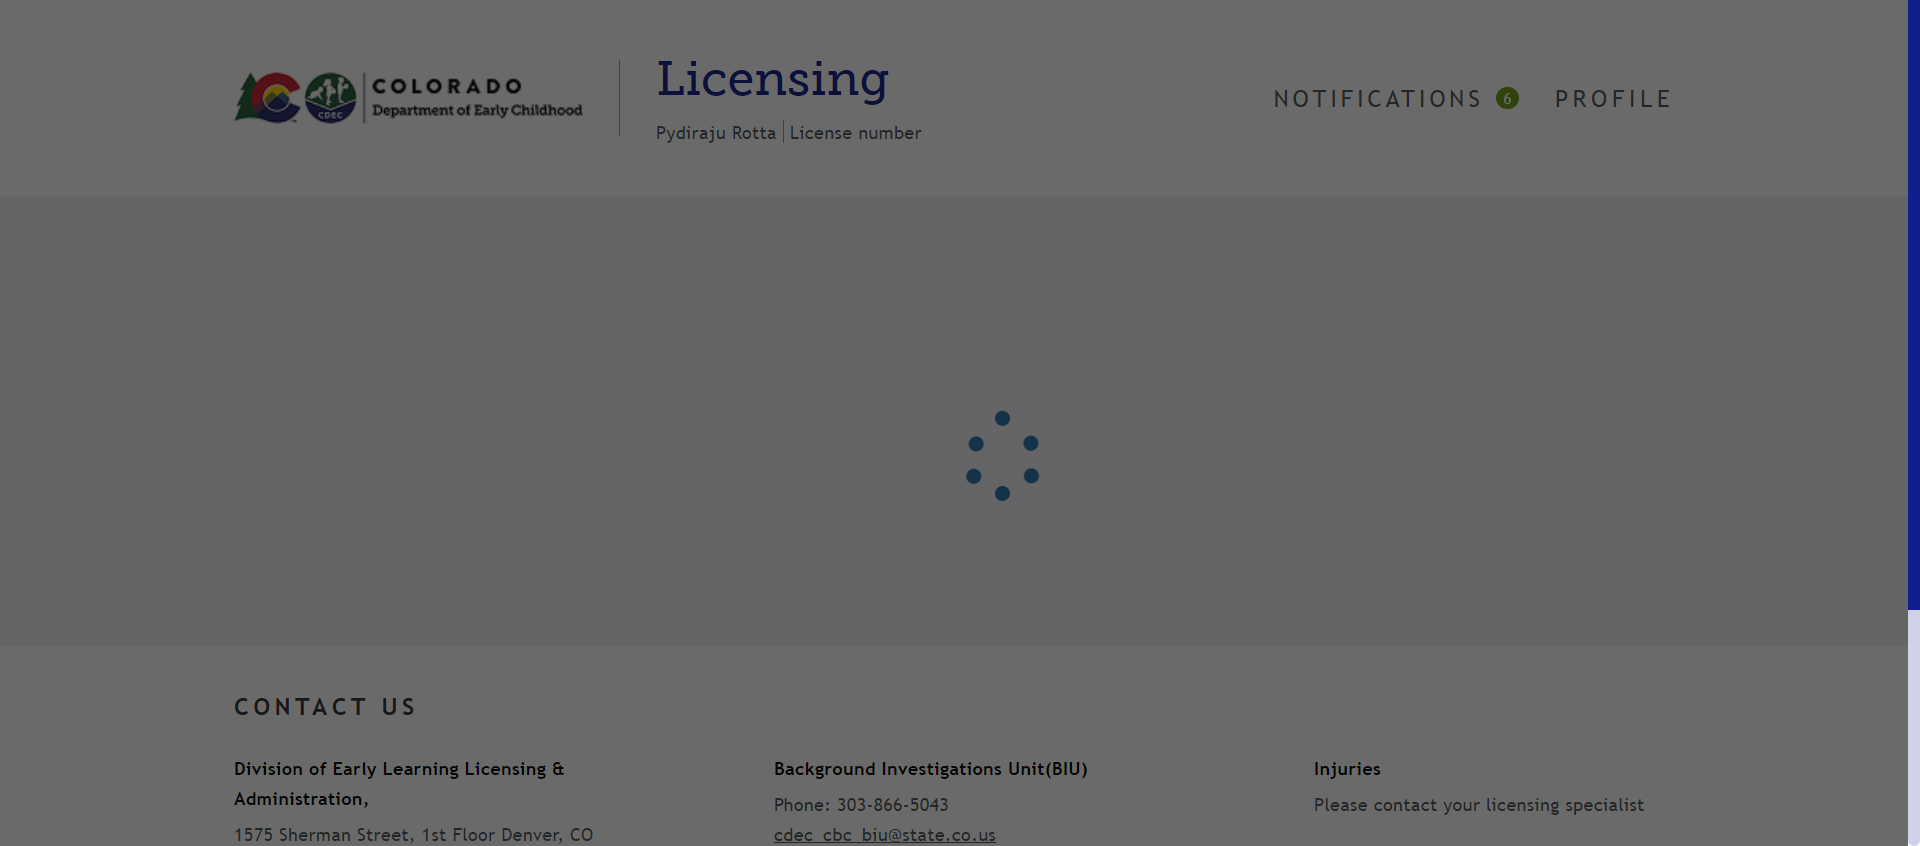 COLORADO
Department of Early Childhood
CDEC
Licensing
Pydiraju Rotta | License number
NOTIFICATIONS 6 PROFILE
CONTACT US
Division of Early Learning Licensing &
Administration,
1575 Sherman Street, 1st Floor Denver, CO
Background Investigations Unit(BIU)
Phone: 303-866-5043
cdec_cbc_biu@state.co.us
Injuries
Please contact your licensing specialist